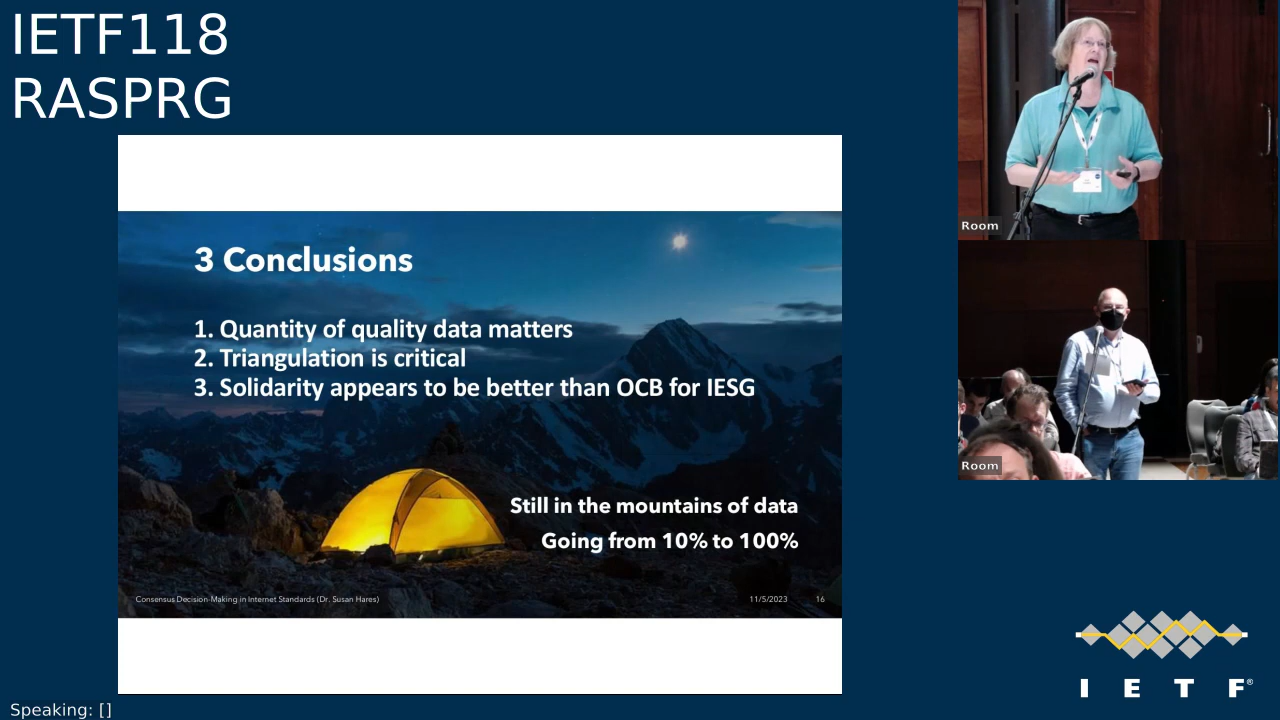 IETF118
RASPRG
3 Conclusions
1. Quantity of quality data matters
2. Triangulation is critical
3. Solidarity appears to be better than OCB for IESG
Still in the mountains of data
Going from 10% to 100%
Consensus Decision-Making in Internet Standards (Dr. Susan Hares)
11/5/2023
16
Room
Room
I E T F®
Speaking: []